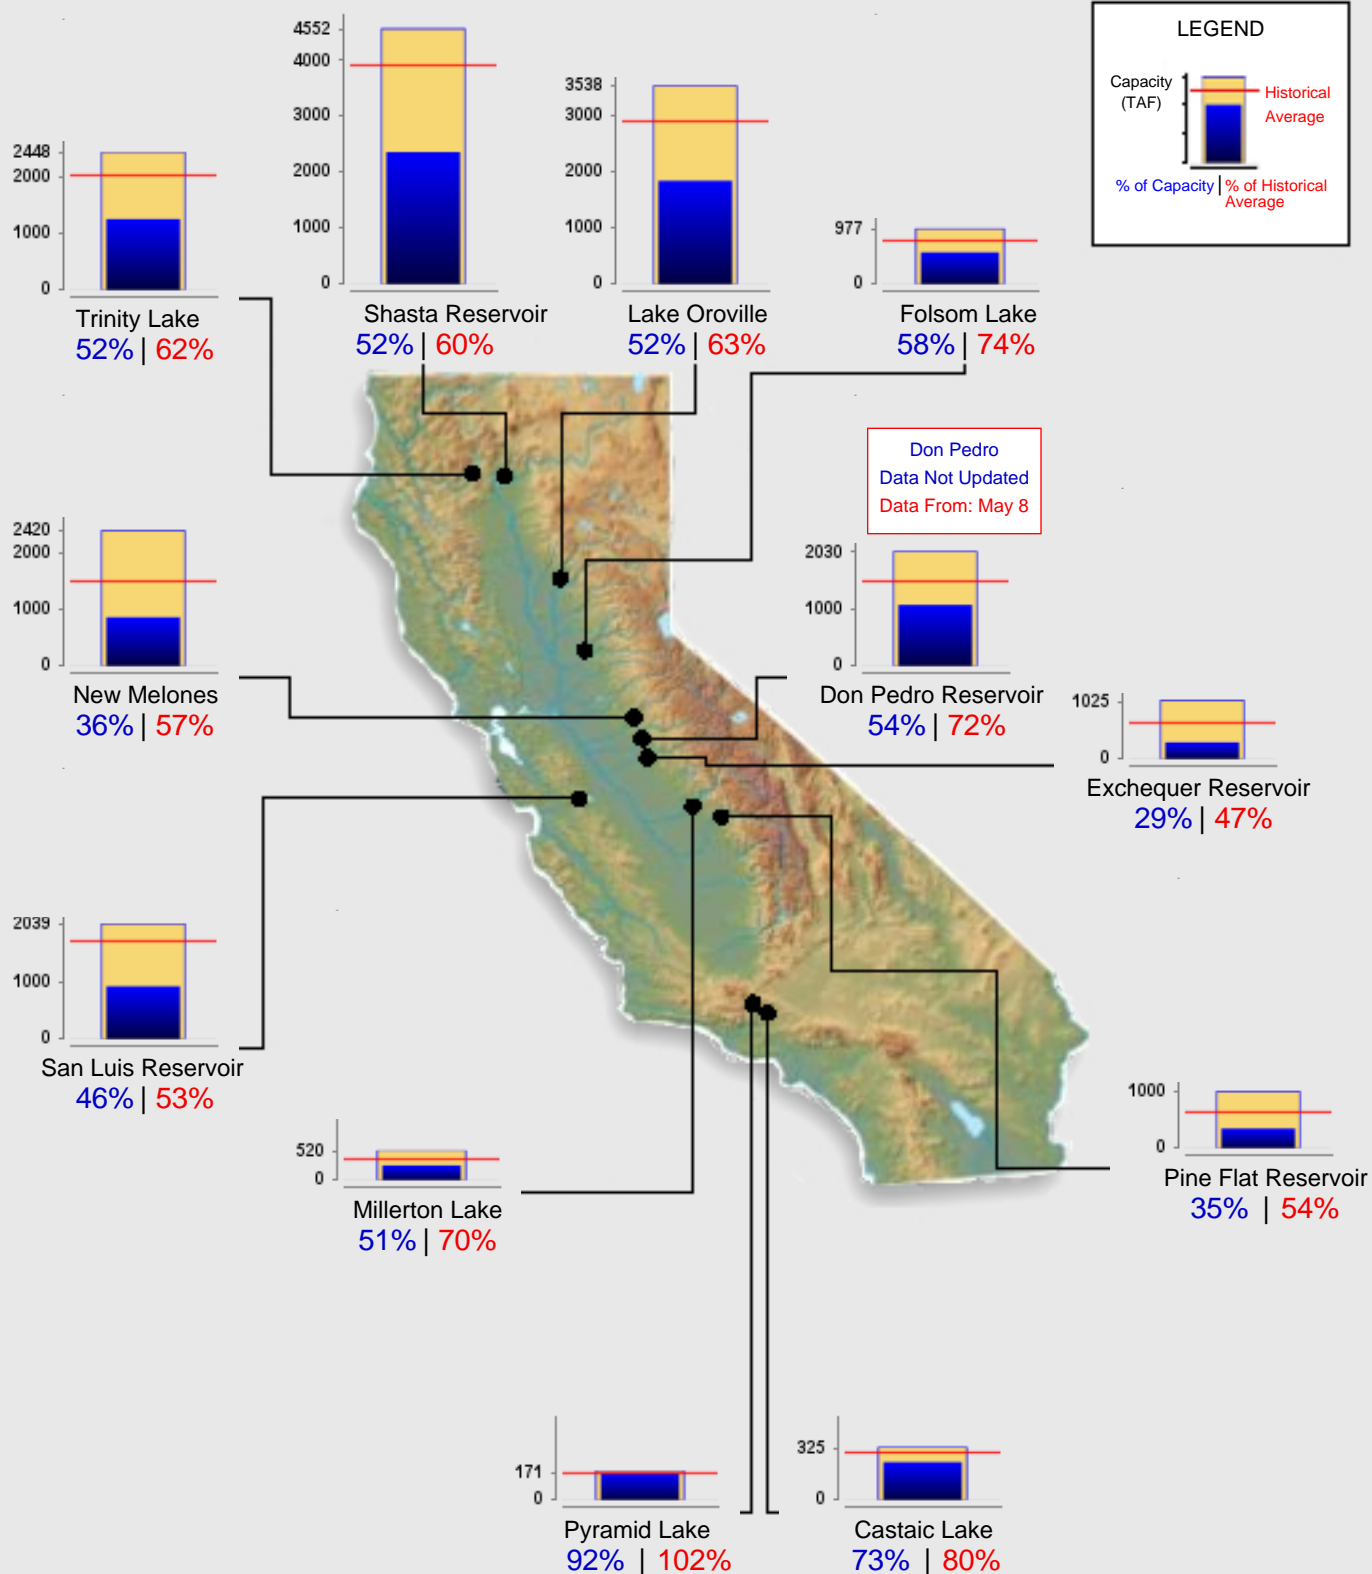 LEGEND
Capacity
(TAF)
Historical
Average
% of Capacity | % of Historical
Average
4552
4000
3000
2000
1000
0
Shasta Reservoir
52% | 60%
3538
3000
2000
1000
0
Lake Oroville
52% | 63%
2448
2000
1000
0
Trinity Lake
52% | 62%
977
0
Folsom Lake
58% | 74%
Don Pedro
Data Not Updated
Data From: May 8
2420
2000
1000
0
New Melones
36% | 57%
2030
1000
0
Don Pedro Reservoir
54% | 72%
1025
0
Exchequer Reservoir
29% | 47%
2039
1000
0
San Luis Reservoir
46% | 53%
520
0
Millerton Lake
51% | 70%
1000
0
Pine Flat Reservoir
35% | 54%
171
0
Pyramid Lake
92% | 102%
325
0
Castaic Lake
73% | 80%